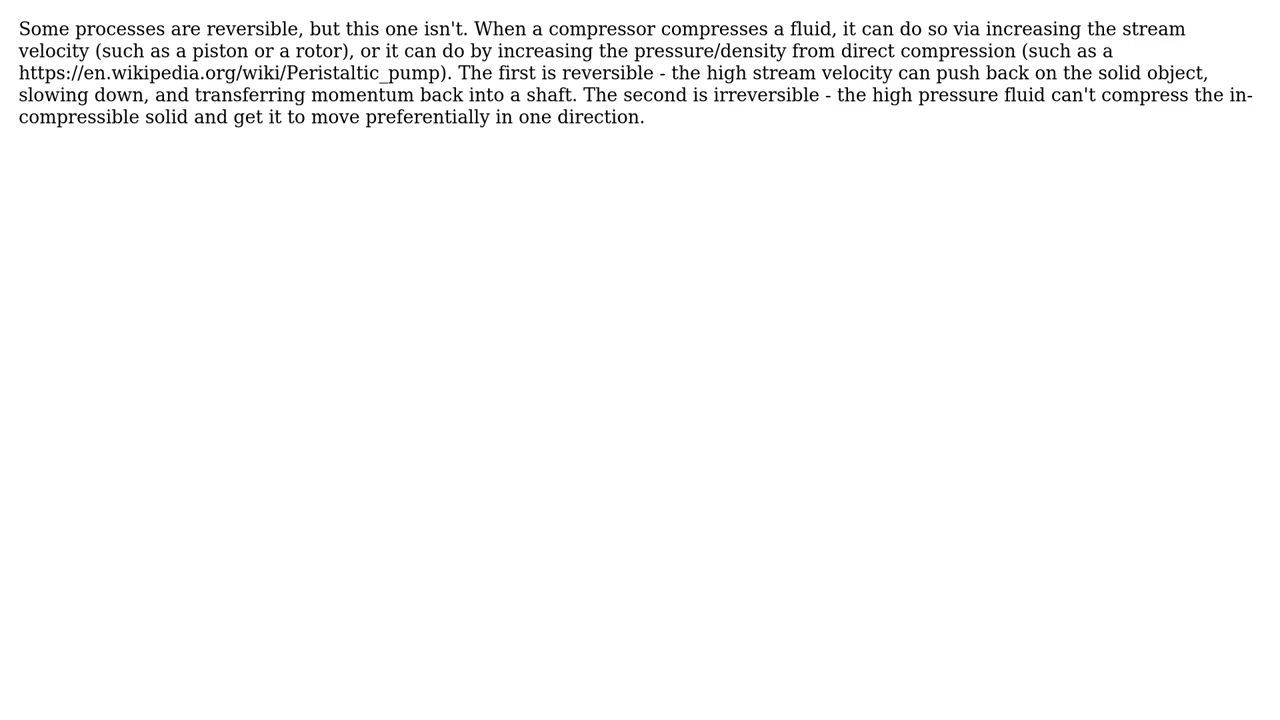 Some processes are reversible, but this one isn't. When a compressor compresses a fluid, it can do so via increasing the stream
velocity (such as a piston or a rotor), or it can do by increasing the pressure/density from direct compression (such as a
https://en.wikipedia.org/wiki/Peristaltic_pump). The first is reversible - the high stream velocity can push back on the solid object,
slowing down, and transferring momentum back into a shaft. The second is irreversible - the high pressure fluid can't compress the in-
compressible solid and get it to move preferentially in one direction.